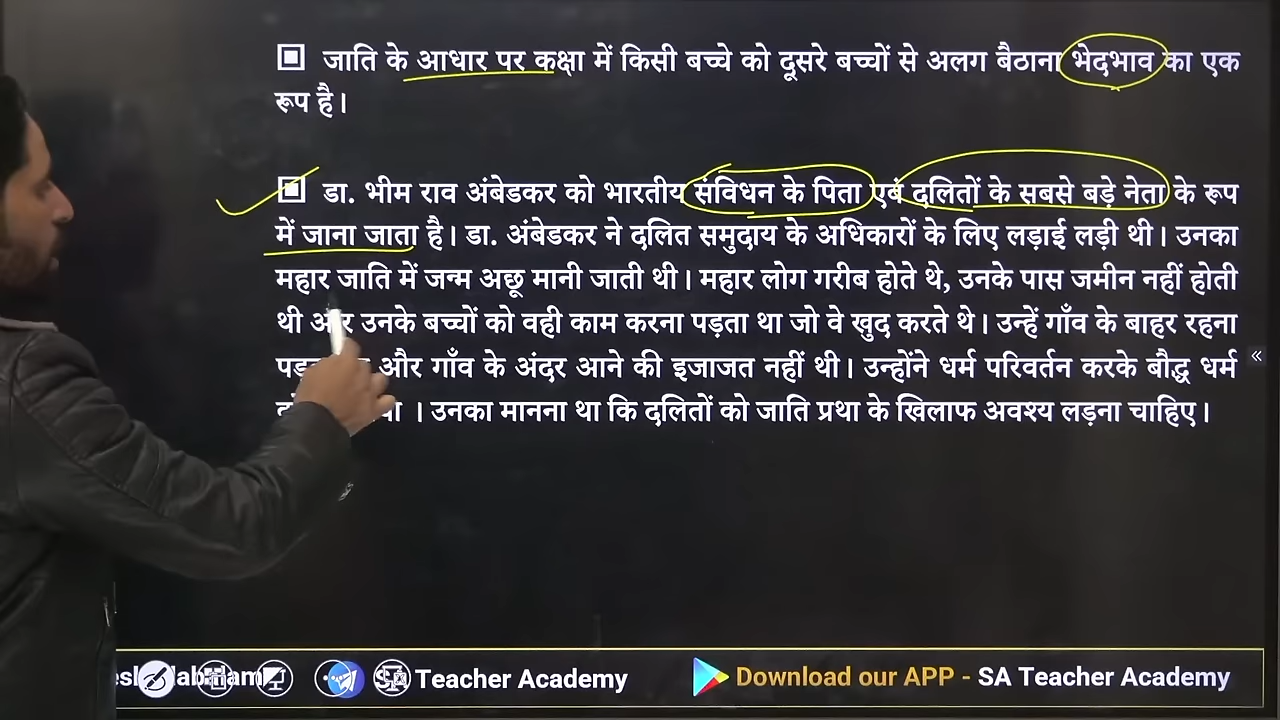 जाति के आधार पर कक्षा में किसी बच्चे को दूसरे बच्चों से अलग बैठाना भेदभाव का एक
रूप है।
डा. भीम राव अंबेडकर को भारतीय संविधन के पिता एवं दलितों के सबसे बड़े नेता के रूप
में जाना जाता है। डा. अंबेडकर ने दलित समुदाय के अधिकारों के लिए लड़ाई लड़ी थी। उनका
महार जाति में जन्म अछू मानी जाती थी। महार लोग गरीब होते थे, उनके पास जमीन नहीं होती
थी और उनके बच्चों को वही काम करना पड़ता था जो वे खुद करते थे। उन्हें गाँव के बाहर रहना
और गाँव के अंदर आने की इजाजत नहीं थी। उन्होंने धर्म परिवर्तन करके बौद्ध धर्म
। उनका मानना था कि दलितों को जाति प्रथा के खिलाफ अवश्य लड़ना चाहिए।
«
Teacher Academy Download our APP - SA Teacher Academy